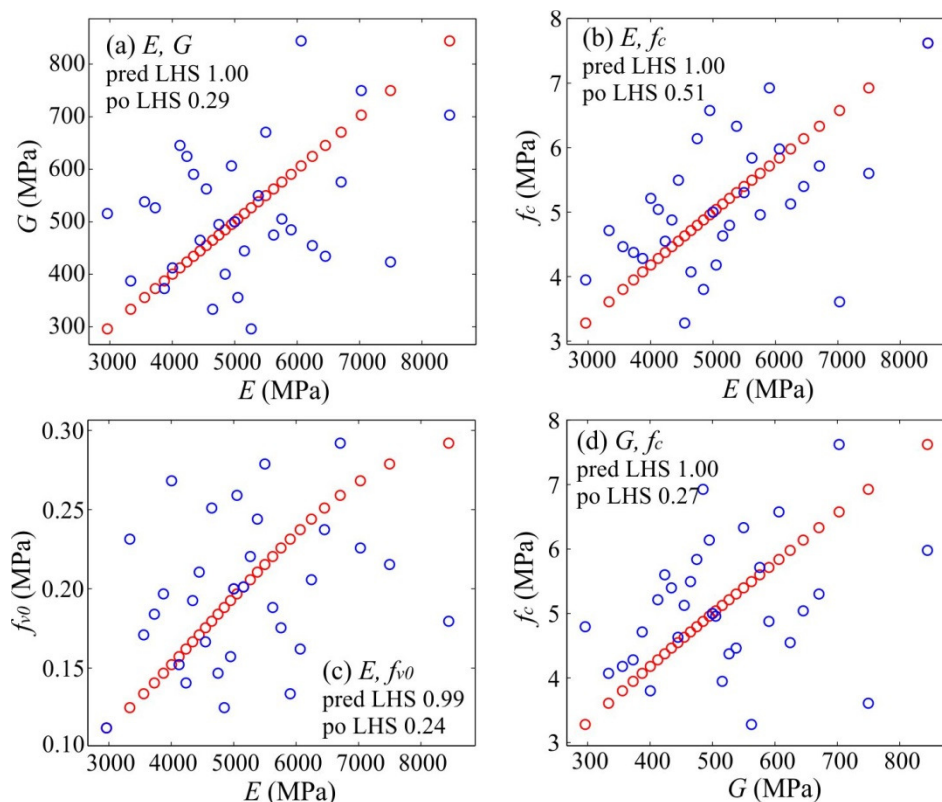 (a) E, G
pred LHS 1.00
po LHS 0.29
800
700
600
500
400
300
G (MPa)
3000 4000 5000 6000 7000 8000
E (MPa)
(b) E, fc
pred LHS 1.00
po LHS 0.51
8
7
6
5
4
3
fc (MPa)
3000 4000 5000 6000 7000 8000
E (MPa)
(c) E, fv0
pred LHS 0.99
po LHS 0.24
0.30
0.25
0.20
0.15
0.10
fv0 (MPa)
3000 4000 5000 6000 7000 8000
E (MPa)
(d) G, fc
pred LHS 1.00
po LHS 0.27
8
7
6
5
4
3
fc (MPa)
300 400 500 600 700 800
G (MPa)